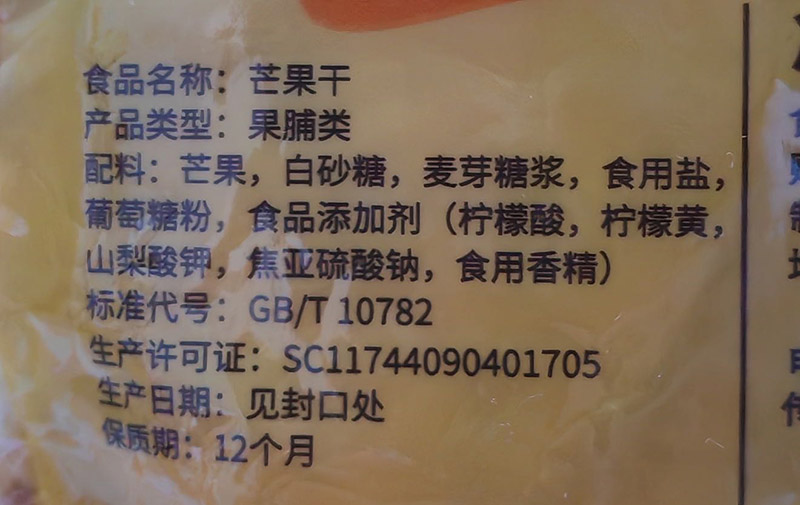 食品名称：芒果干
产品类型：果脯类
配料：芒果，白砂糖，麦芽糖浆，食用盐，
葡萄糖粉，食品添加剂（柠檬酸，柠檬黄，
山梨酸钾，焦亚硫酸钠，食用香精）
标准代号：GB/T 10782
生产许可证：SC11744090401705
生产日期：见封口处
保质期：12个月